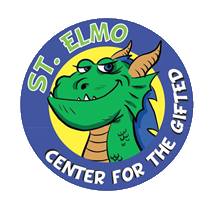 ST. ELMO
CENTER FOR THE GIFTED